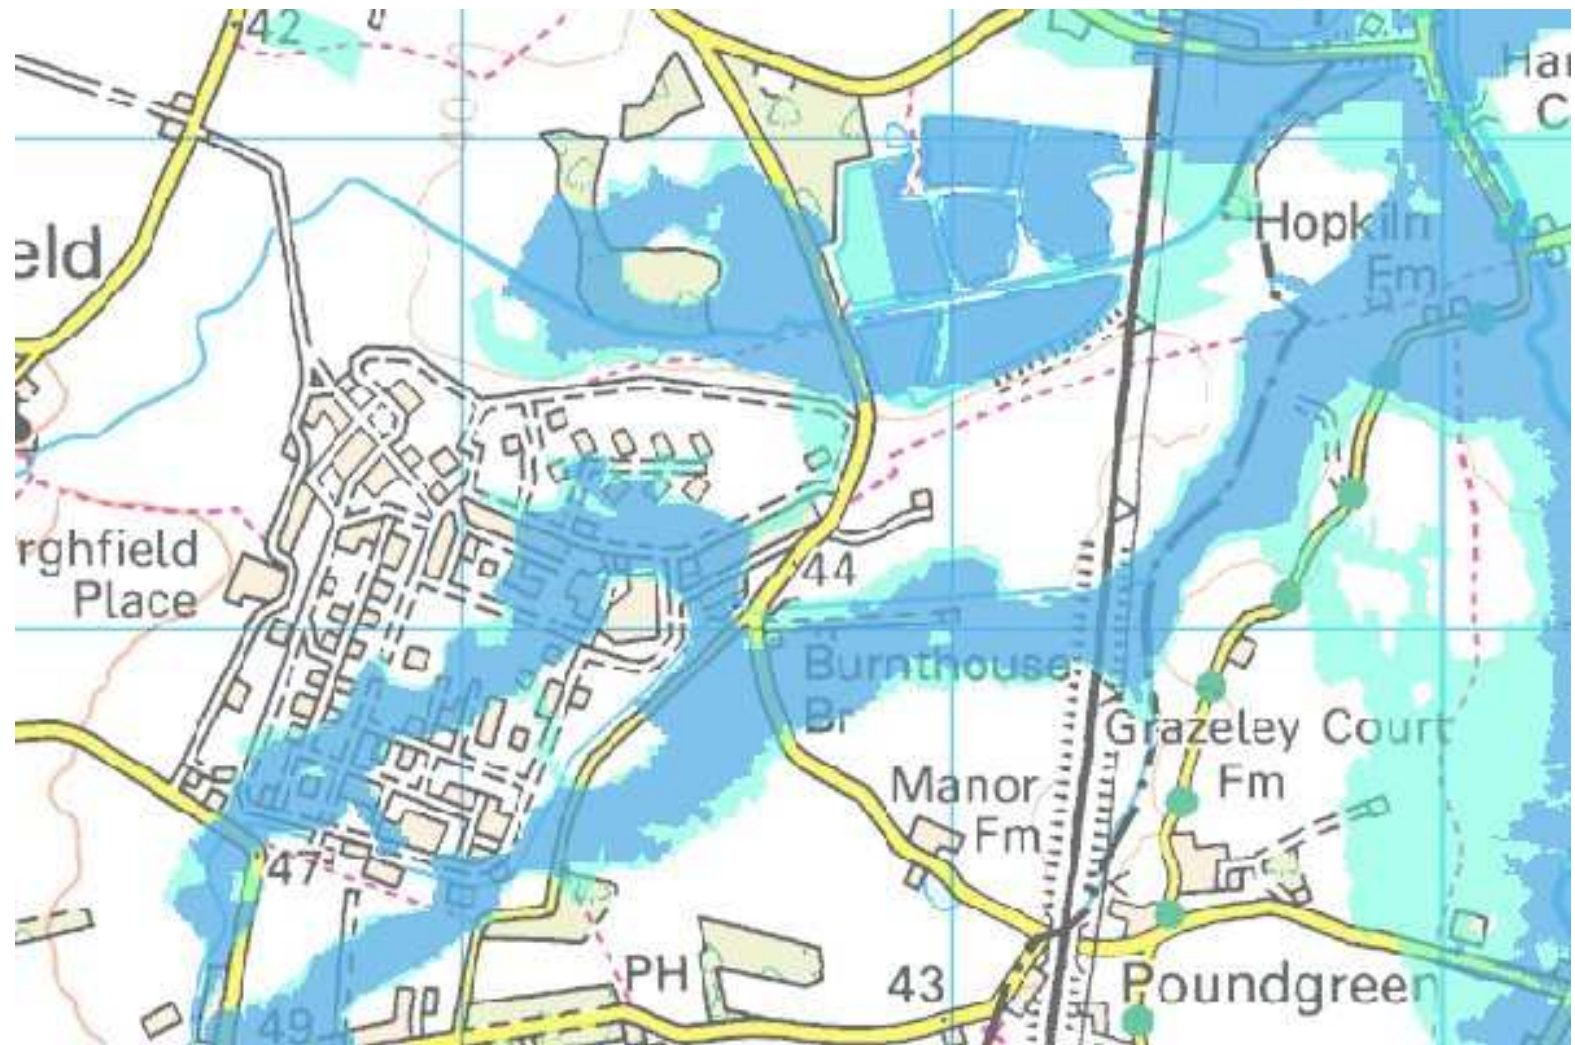 42
Har
C
eld
Hopkiln
Fm
rghfield
Place
44
Burnthouse
Br
Grazeley Court
Fm
Manor
Fm
47
PH
43
Poundgreen
49